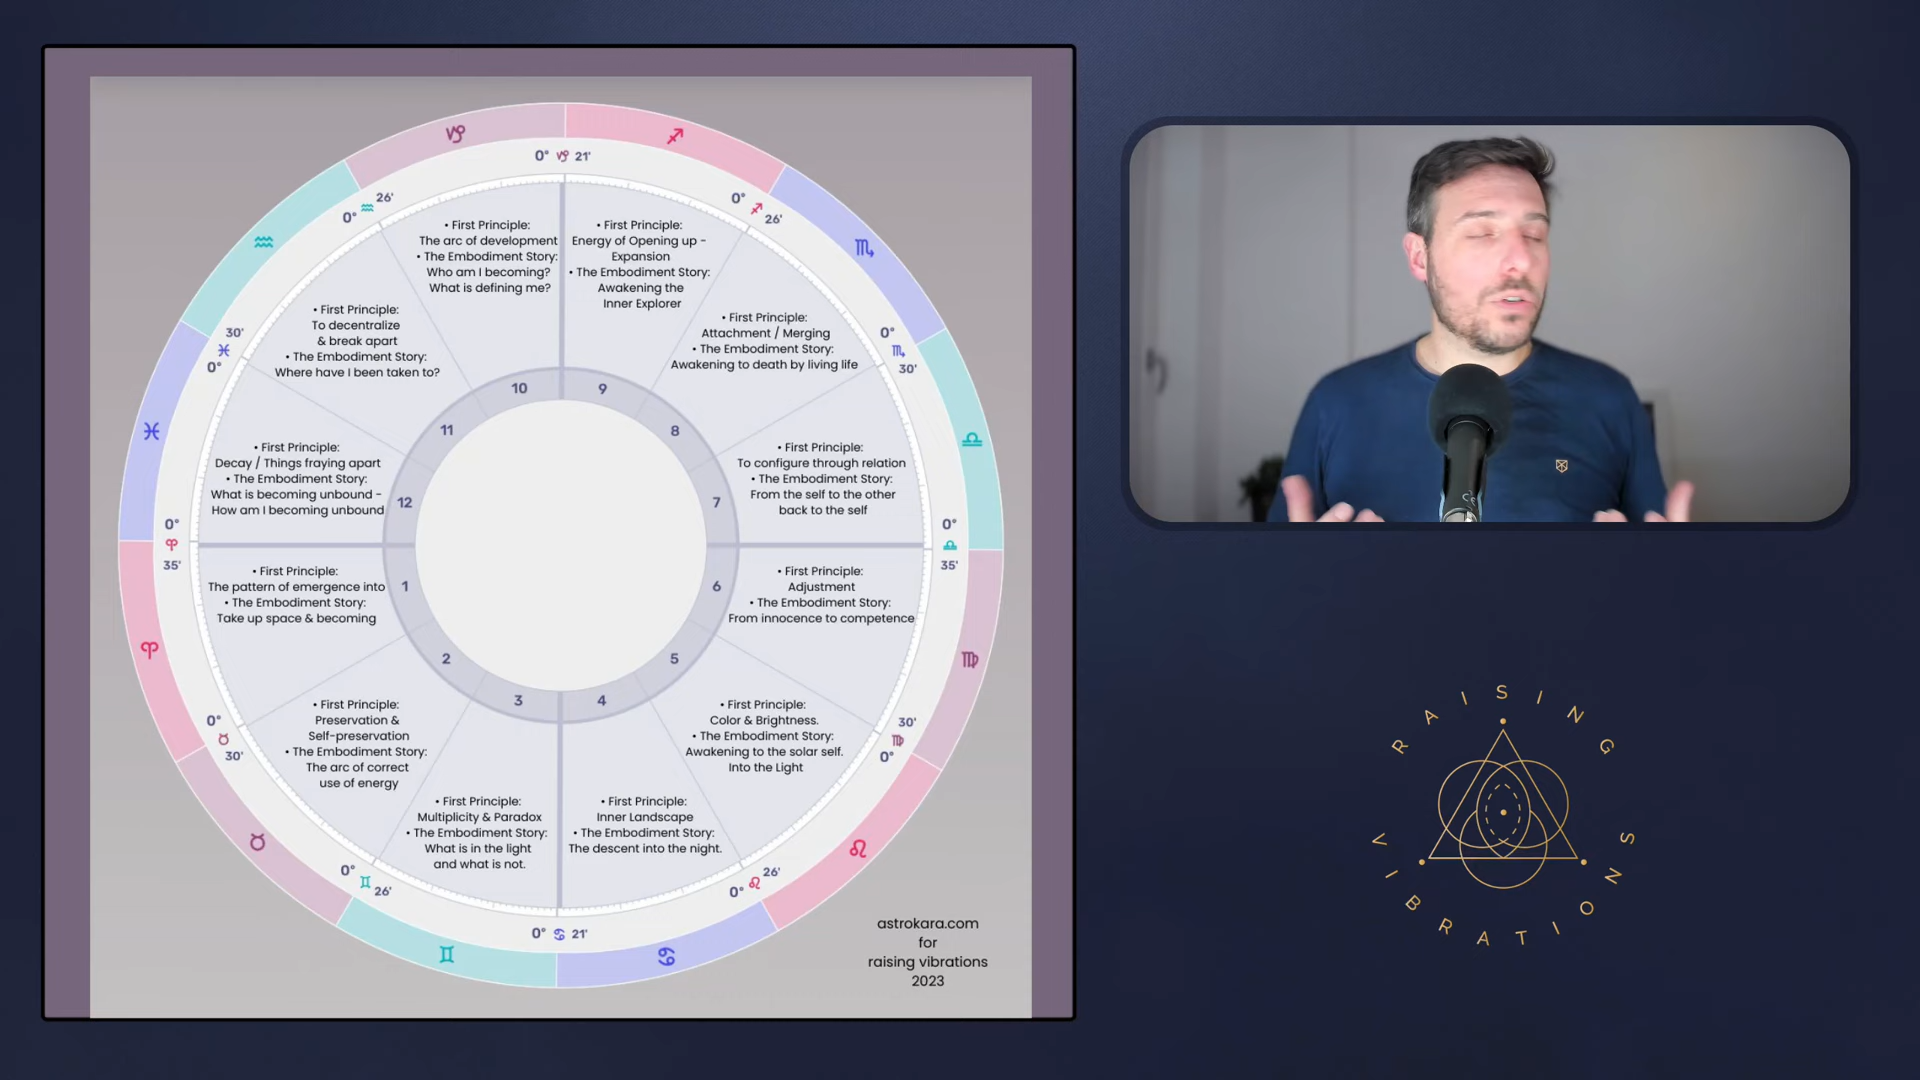 0° ♑ 21'
0° ♐ 26'
0° ♏ 30'
0° ♎ 35'
30' ♍ 0°
26' ♌ 0°
0° ♋ 21'
0° ♊ 26'
0° ♉ 30'
0° ♈ 35'
30' ♓ 0°
0° ♒ 26'
• First Principle:
The arc of development
• The Embodiment Story:
Who am I becoming?
What is defining me?
10
• First Principle:
Energy of Opening up -
Expansion
• The Embodiment Story:
Awakening the
Inner Explorer
9
• First Principle:
To decentralize
& break apart
• The Embodiment Story:
Where have I been taken to?
11
• First Principle:
Attachment / Merging
• The Embodiment Story:
Awakening to death by living life
8
• First Principle:
Decay / Things fraying apart
• The Embodiment Story:
What is becoming unbound -
How am I becoming unbound
12
• First Principle:
To configure through relation
• The Embodiment Story:
From the self to the other
back to the self
7
• First Principle:
The pattern of emergence into
• The Embodiment Story:
Take up space & becoming
1
• First Principle:
Adjustment
• The Embodiment Story:
From innocence to competence
6
• First Principle:
Preservation &
Self-preservation
• The Embodiment Story:
The arc of correct
use of energy
2
• First Principle:
Color & Brightness.
• The Embodiment Story:
Awakening to the solar self.
Into the Light
5
• First Principle:
Multiplicity & Paradox
• The Embodiment Story:
What is in the light
and what is not.
3
• First Principle:
Inner Landscape
• The Embodiment Story:
The descent into the night.
4
astrokara.com
for
raising vibrations
2023
RAISING
VIBRATIONS